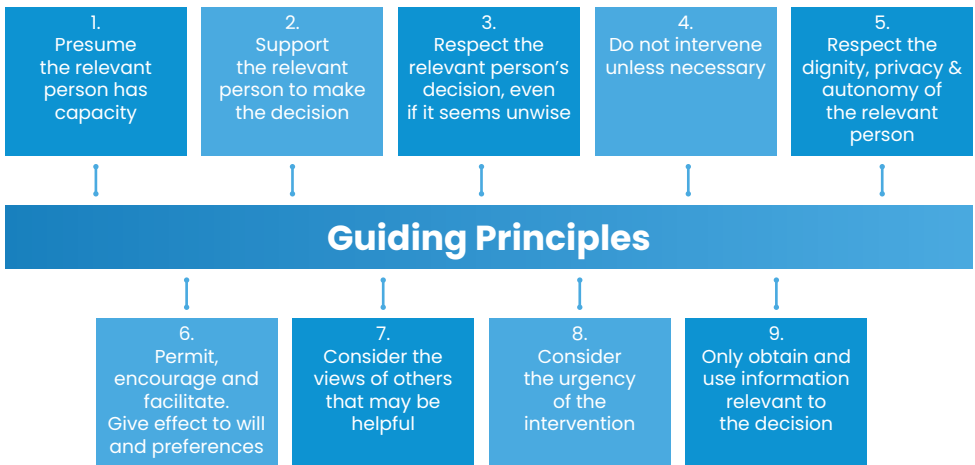 1.
Presume
the relevant
person has
capacity
2.
Support
the relevant
person to make
the decision
3.
Respect the
relevant person's
decision, even
if it seems unwise
4.
Do not intervene
unless necessary
5.
Respect the
dignity, privacy &
autonomy of
the relevant
person
Guiding Principles
6.
Permit,
encourage and
facilitate.
Give effect to will
and preferences
7.
Consider the
views of others
that may be
helpful
8.
Consider
the urgency
of the
intervention
9.
Only obtain and
use information
relevant to
the decision